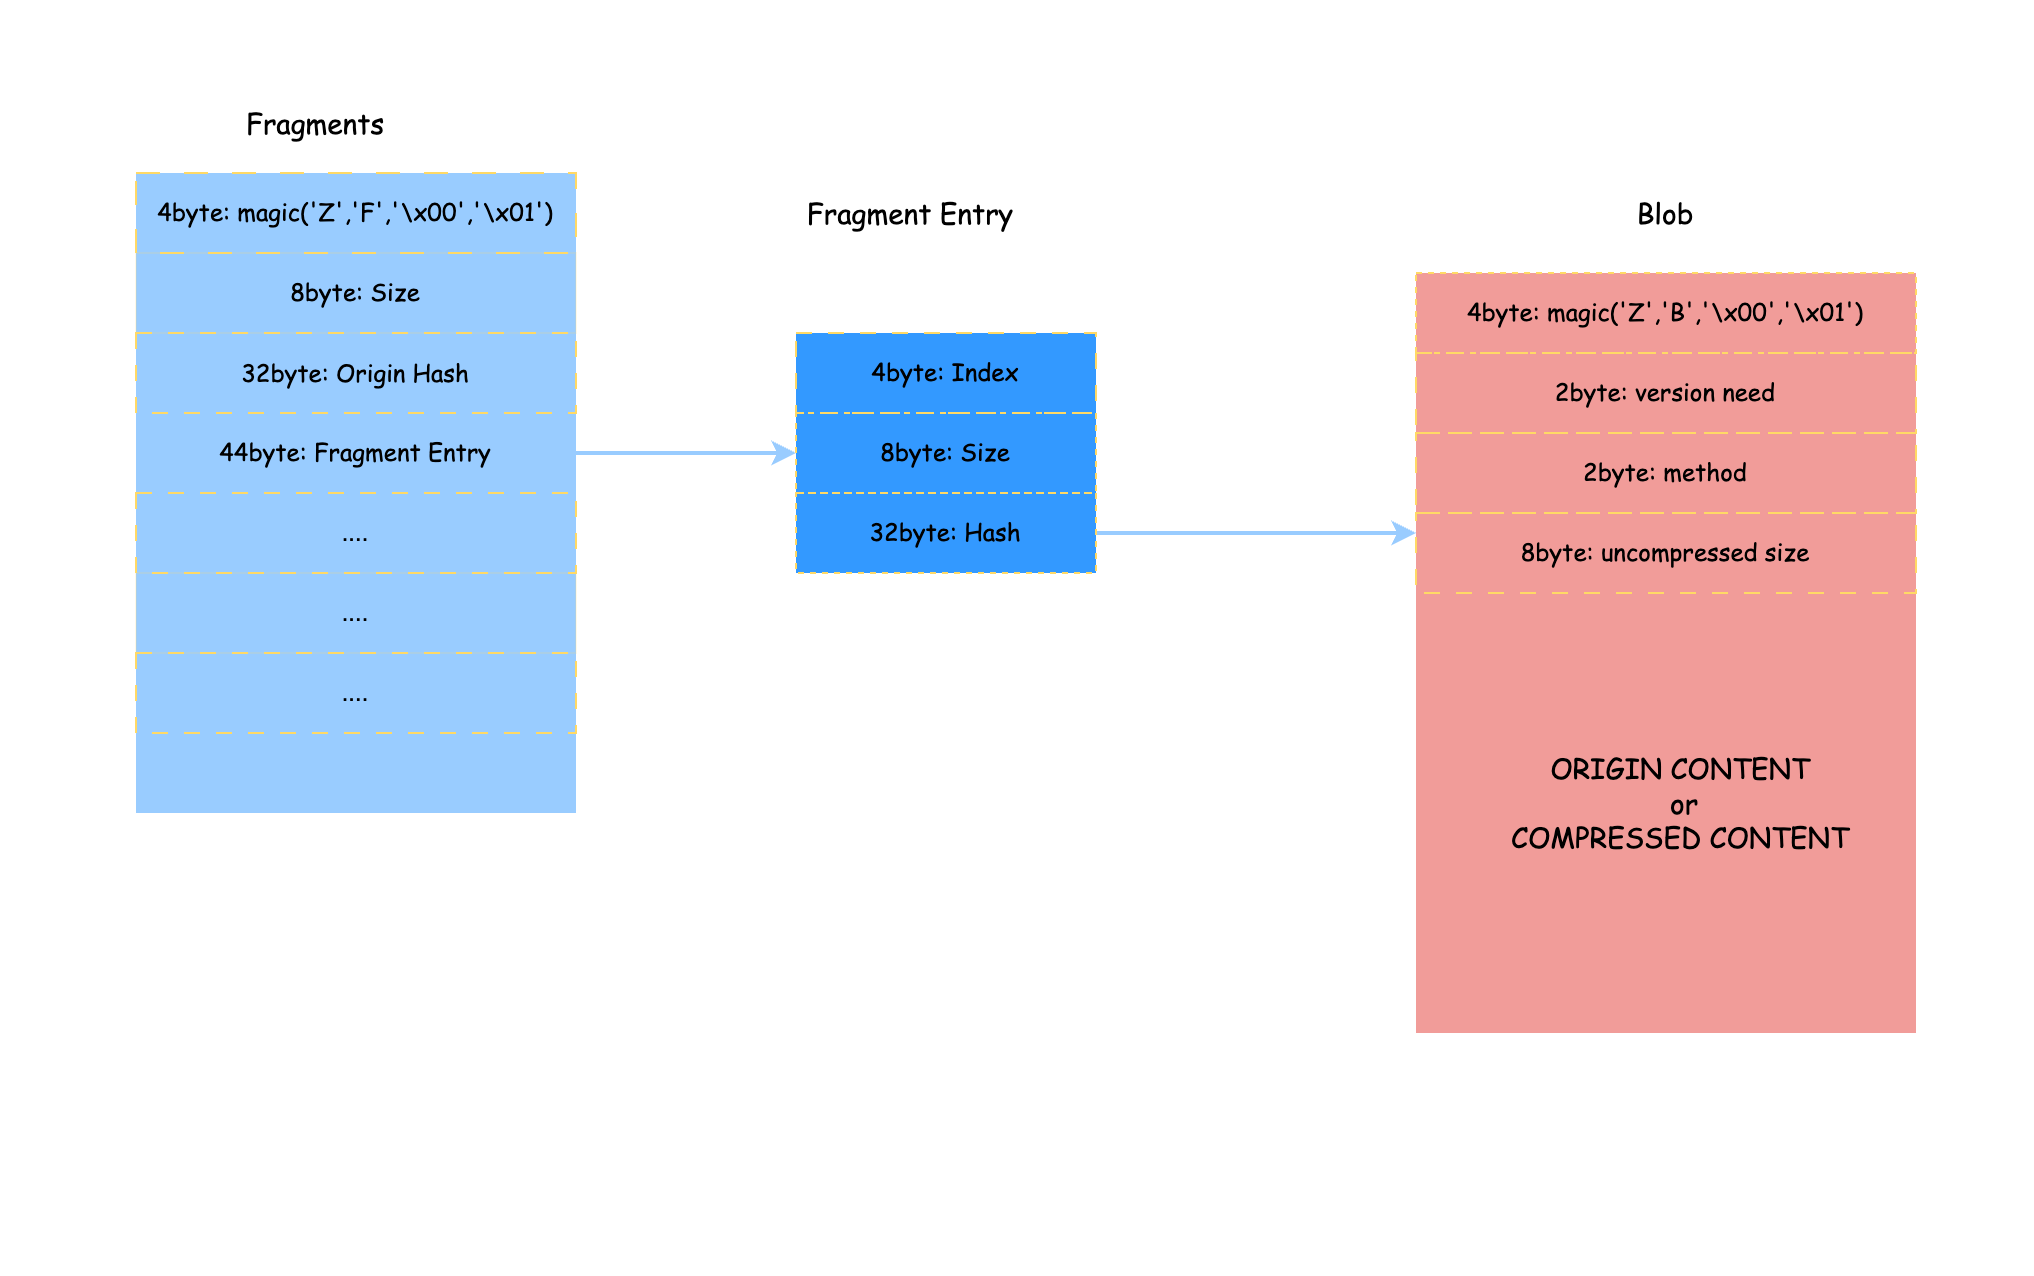 Fragments
4byte: magic('Z','F','\x00','\x01')
8byte: Size
32byte: Origin Hash
44byte: Fragment Entry
....
....
....
Fragment Entry
4byte: Index
8byte: Size
32byte: Hash
Blob
4byte: magic('Z','B','\x00','\x01')
2byte: version need
2byte: method
8byte: uncompressed size
ORIGIN CONTENT
or
COMPRESSED CONTENT